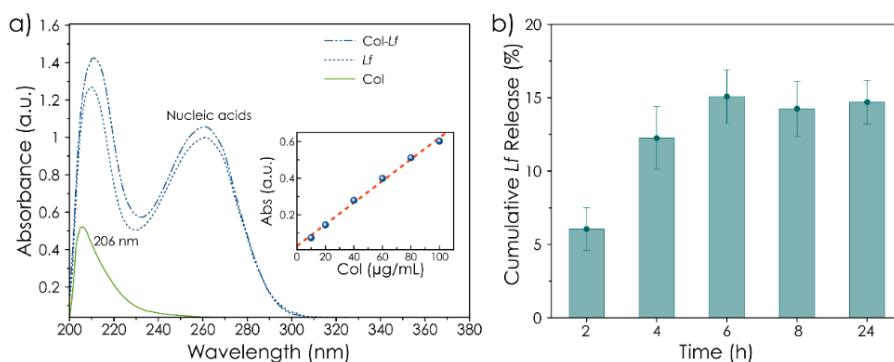 a)
Absorbance (a.u.)
1.6
1.4
1.2
1.0
0.8
0.6
0.4
0.2
200 220 240 260 280 300 320 340 360 380
Wavelength (nm)
Col-Lf
Lf
Col
Nucleic acids
206 nm
Abs (a.u.)
0.6
0.4
0.2
0 20 40 60 80 100
Col (µg/mL)
b)
Cumulative Lf Release (%)
20
15
10
5
0
2 4 6 8 24
Time (h)